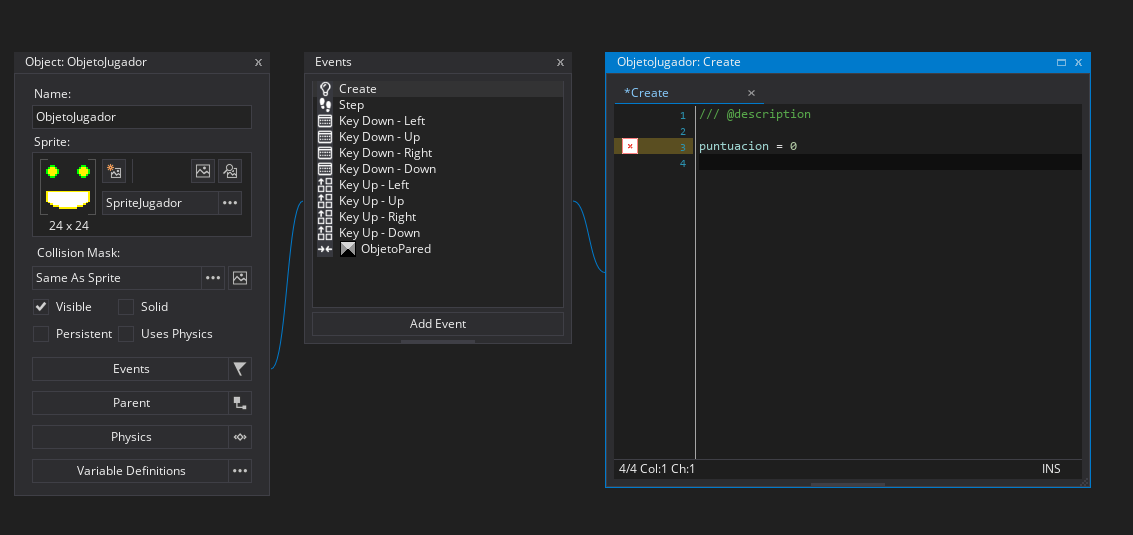 Object: ObjetoJugador
x
Name:
ObjetoJugador
Sprite:
SpriteJugador
24 x 24
Collision Mask:
Same As Sprite
Visible
Solid
Persistent
Uses Physics
Events
Parent
Physics
Variable Definitions
Events
x
Create
Step
Key Down - Left
Key Down - Up
Key Down - Right
Key Down - Down
Key Up - Left
Key Up - Up
Key Up - Right
Key Up - Down
ObjetoPared
Add Event
ObjetoJugador: Create
x
*Create
1 /// @description
2
3 puntuacion = 0
4
4/4 Col:1 Ch:1
INS